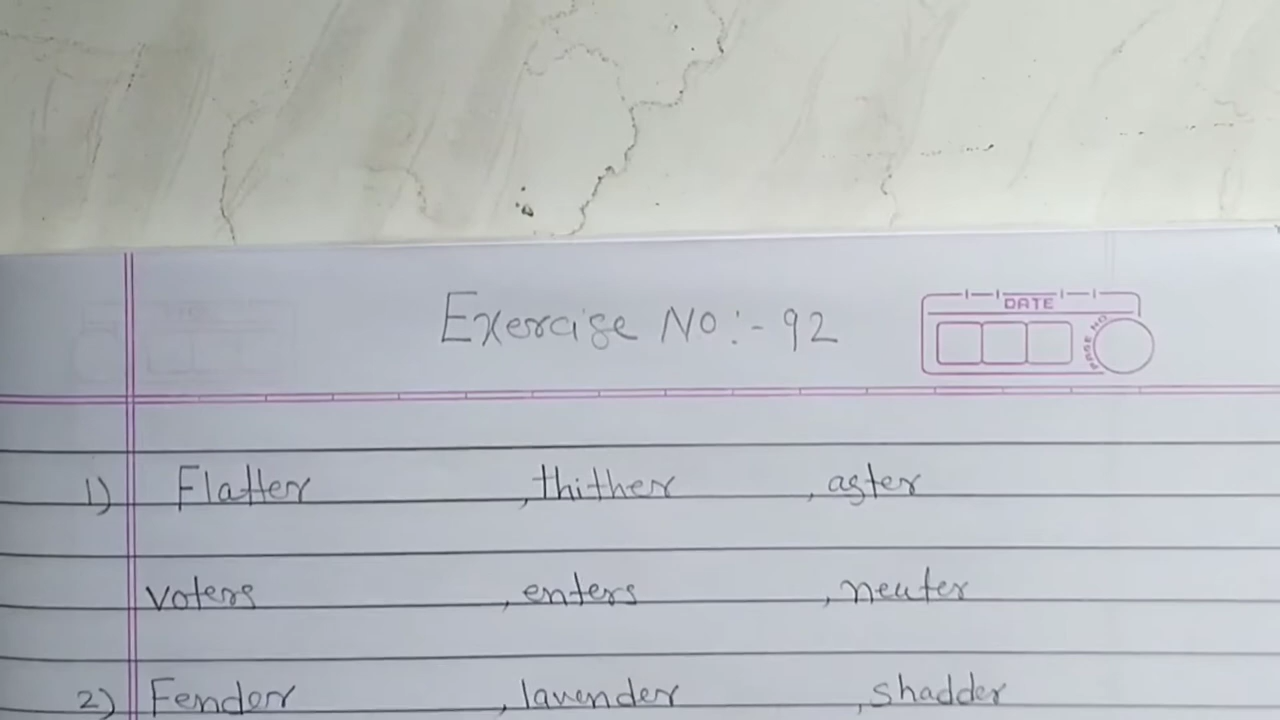 Exercise No:- 92
DATE
PAGE NO
1) Flatter , thither , aster
voters , enters , neuter
2) Fender , lavender , shadder